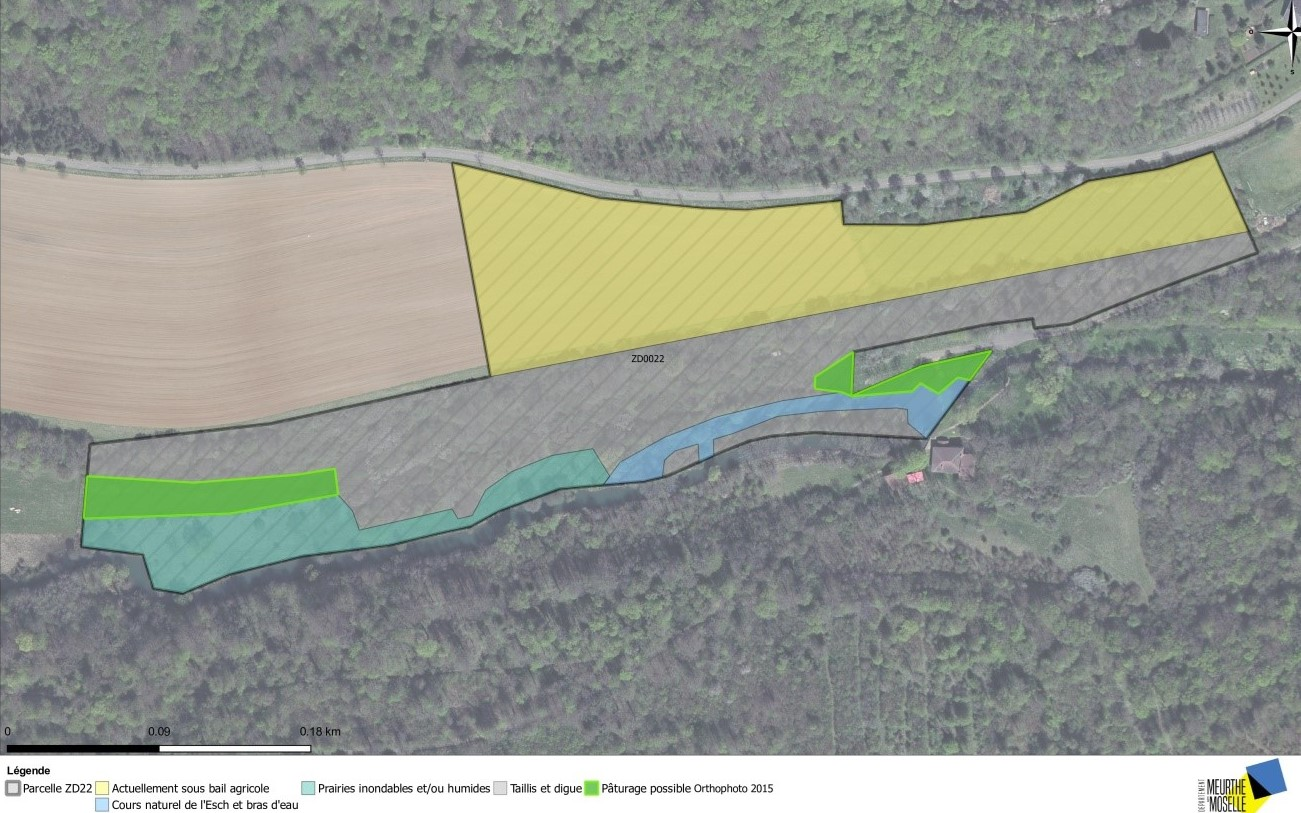 S
ZD0022
0 0.09 0.18 km
Légende
Parcelle ZD22 Actuellement sous bail agricole Prairies inondables et/ou humides Taillis et digue Pâturage possible Orthophoto 2015
Cours naturel de l'Esch et bras d'eau
DÉPARTEMENT
MEURTHE
MOSELLE